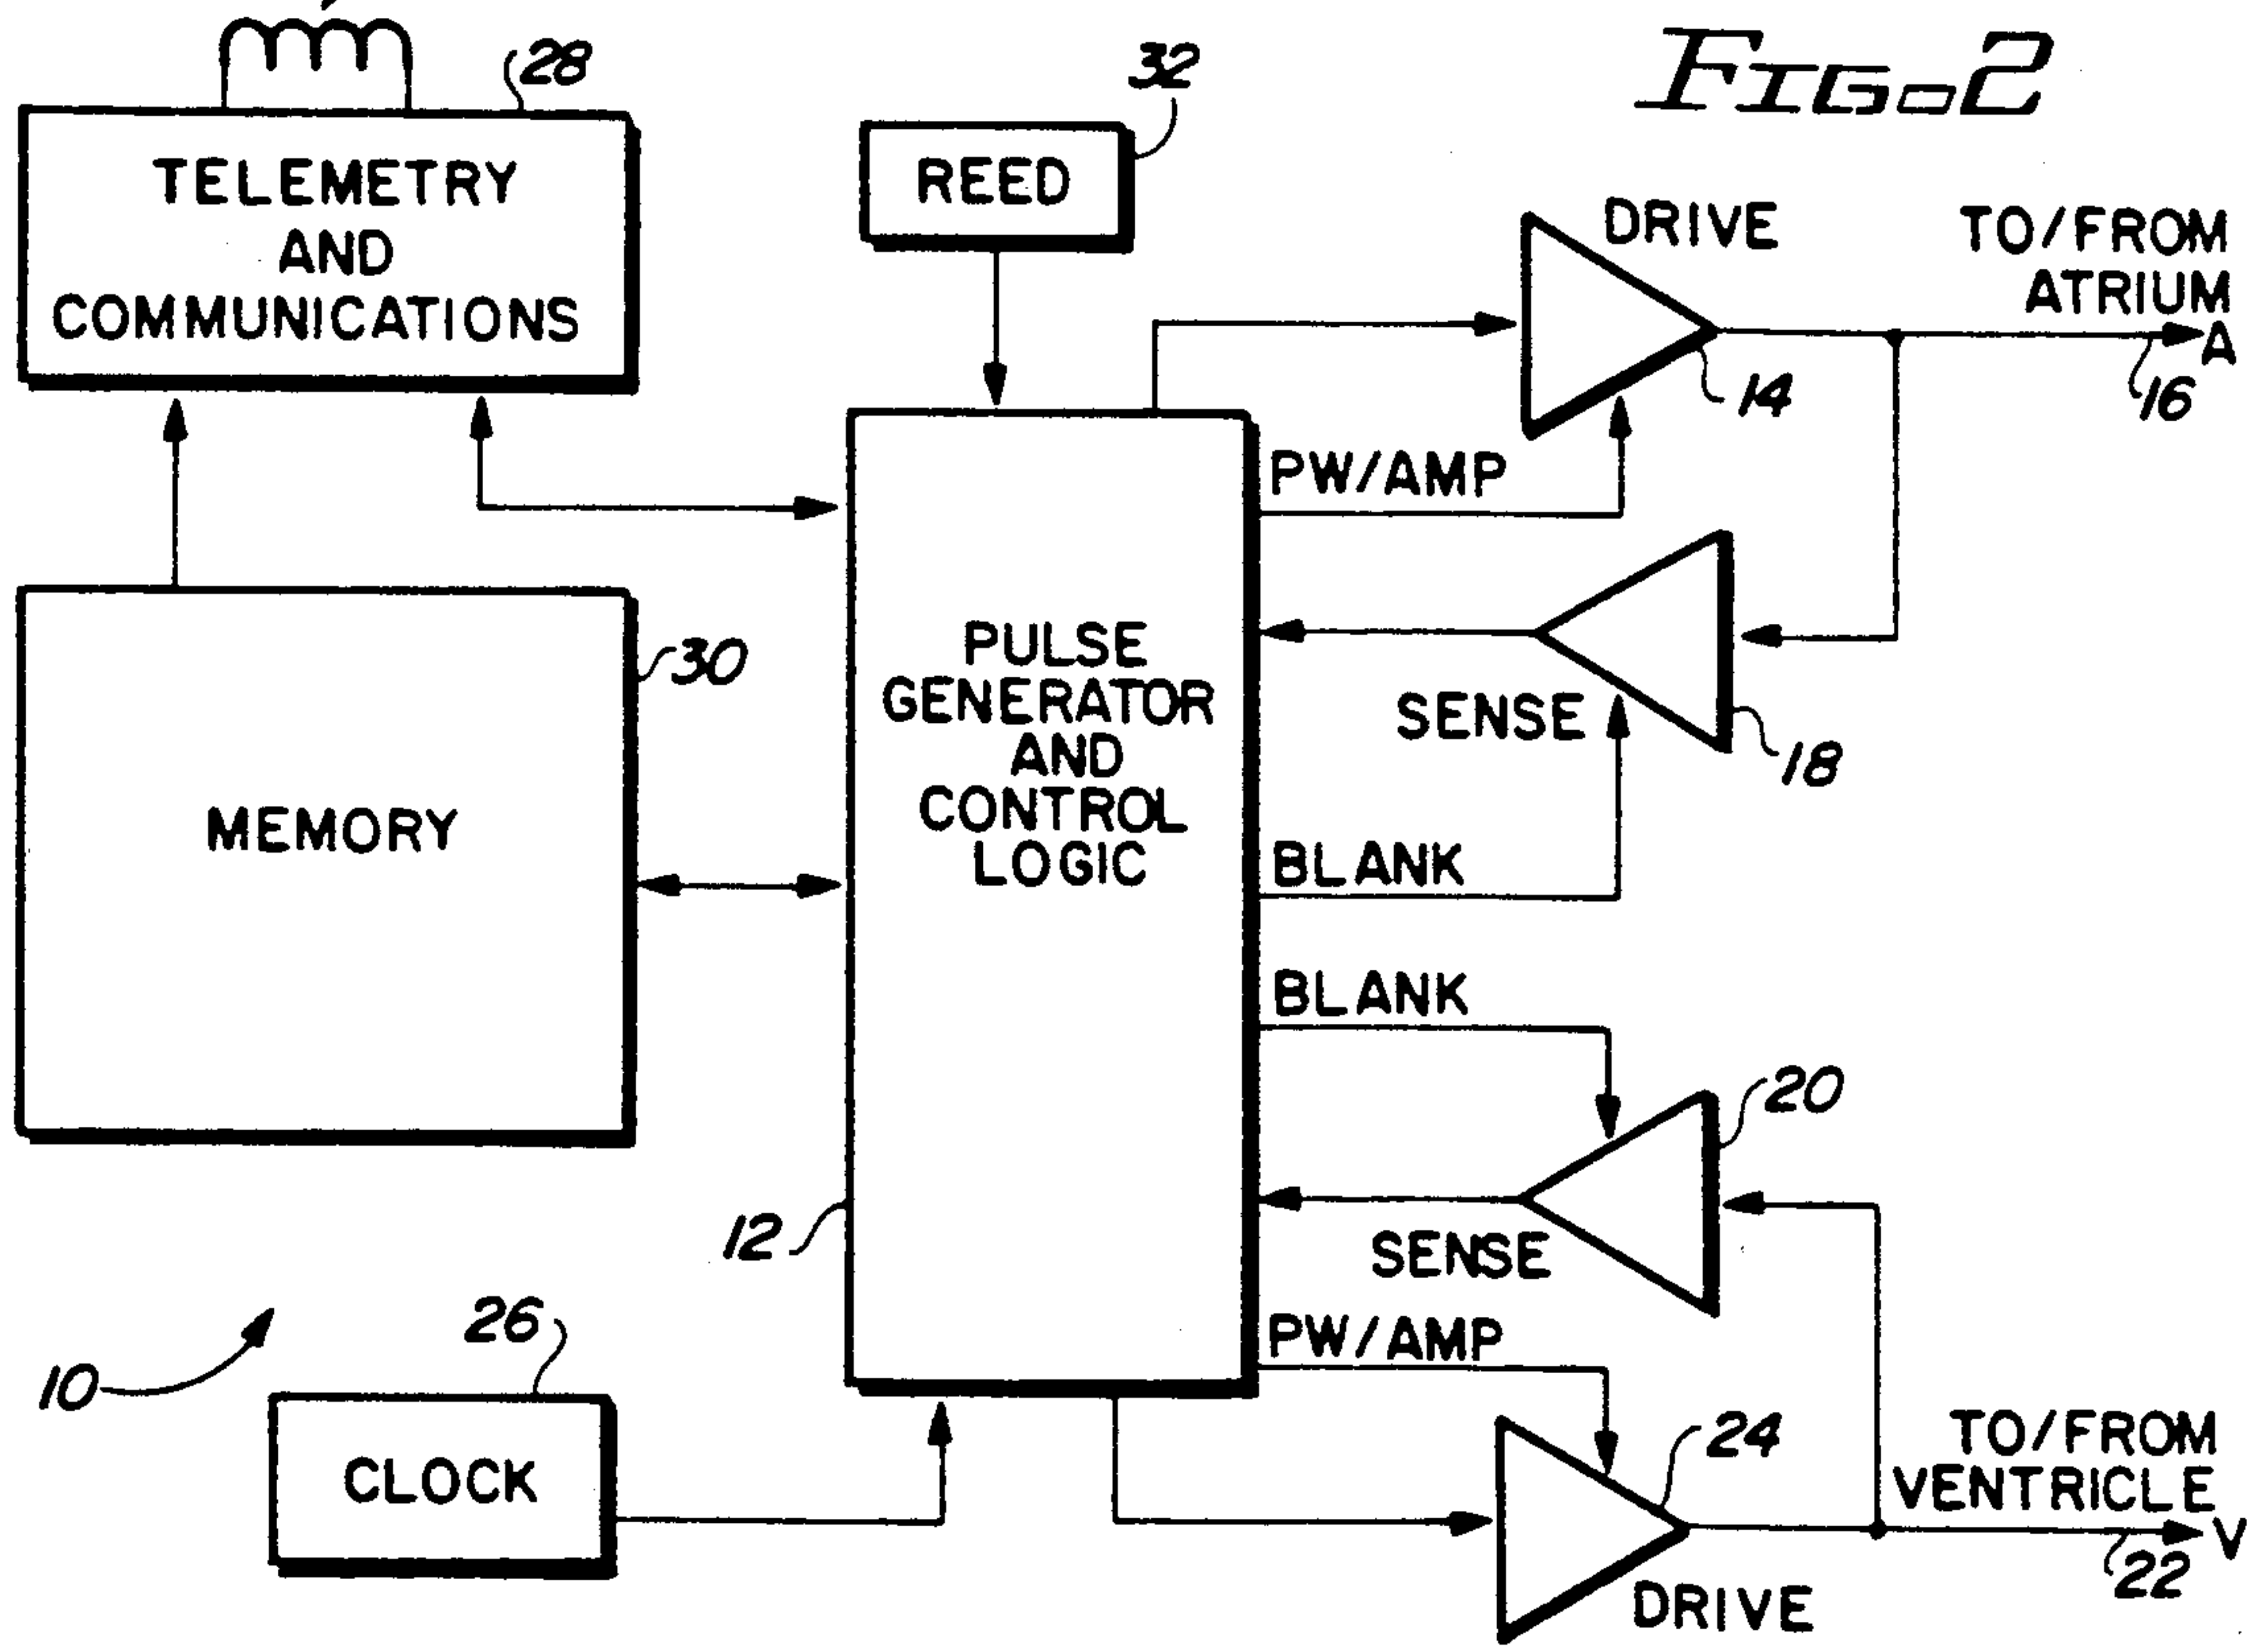 FIG. 2
28
TELEMETRY
AND
COMMUNICATIONS
32
REED
DRIVE
TO/FROM
ATRIUM
A
14
16
PW/AMP
SENSE
18
30
MEMORY
PULSE
GENERATOR
AND
CONTROL
LOGIC
BLANK
BLANK
20
SENSE
12
PW/AMP
10
26
CLOCK
24
TO/FROM
VENTRICLE
V
22
DRIVE